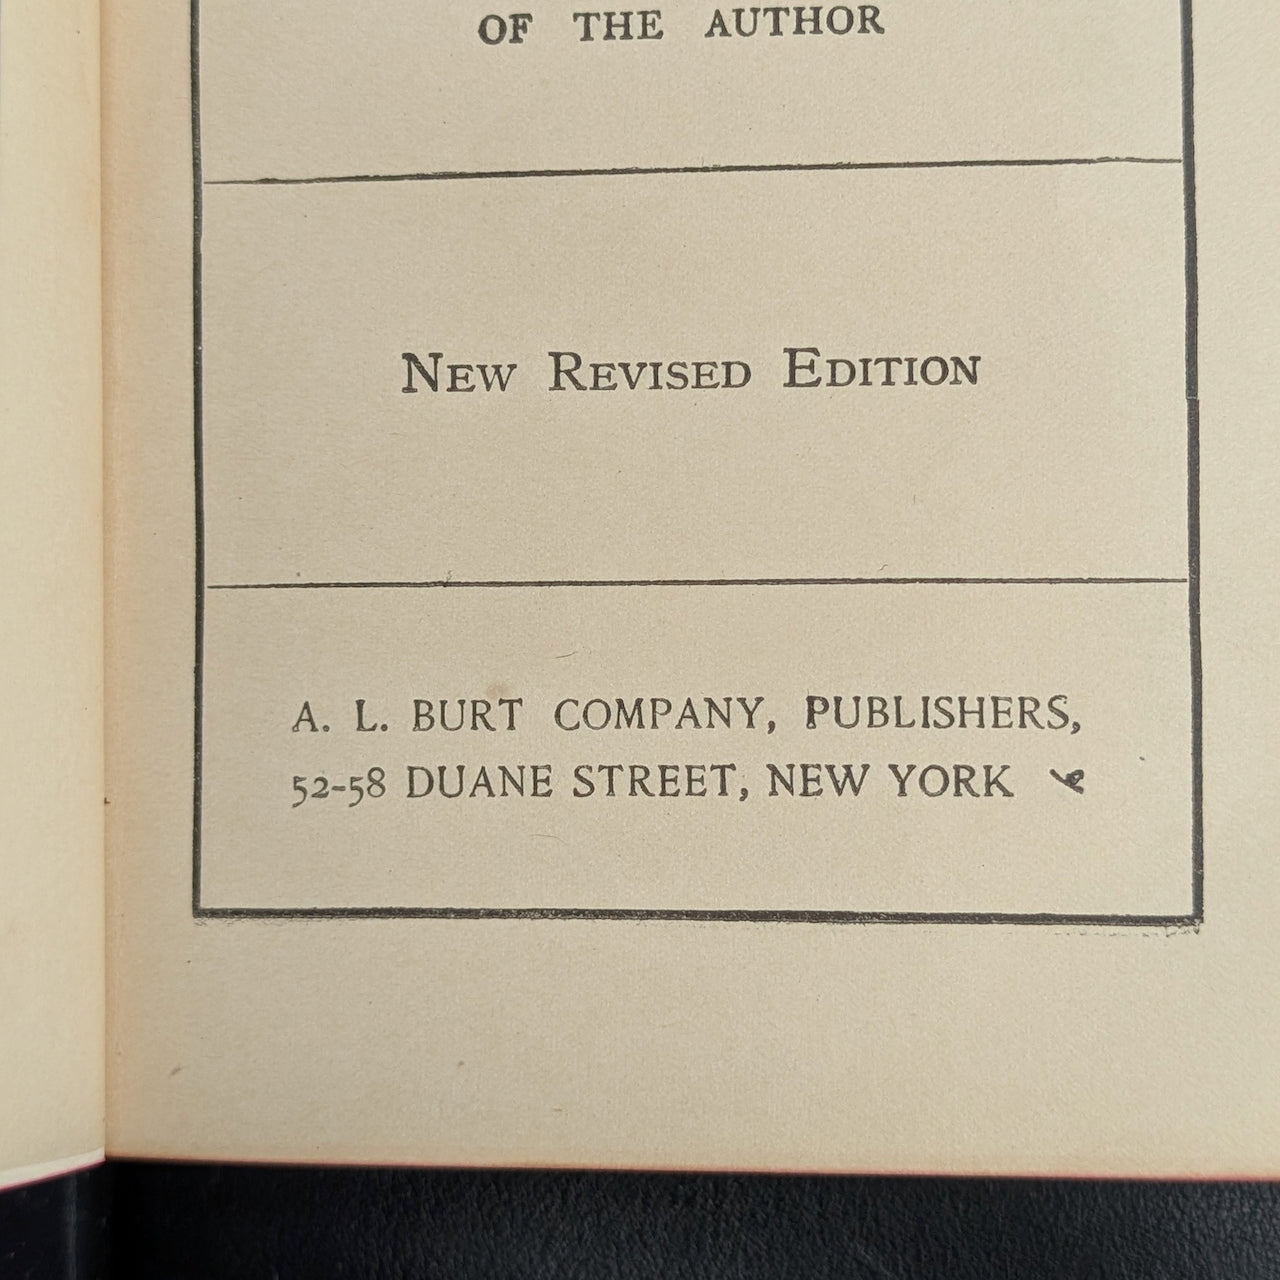 OF THE AUTHOR
NEW REVISED EDITION
A. L. BURT COMPANY, PUBLISHERS,
52-58 DUANE STREET, NEW YORK